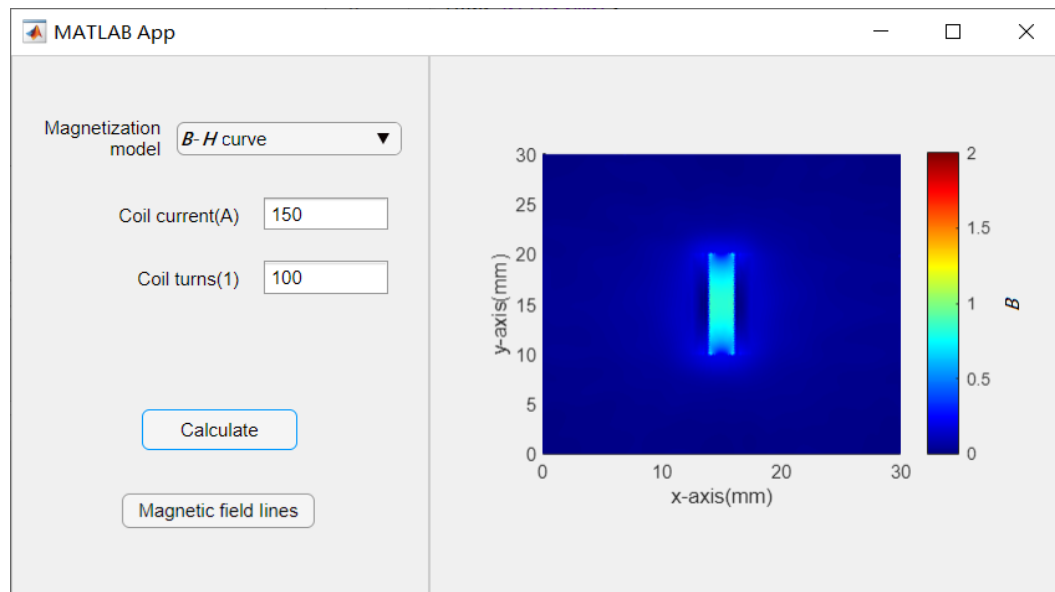 MATLAB App
Magnetization
model
B-H curve
Coil current(A)
150
Coil turns(1)
100
Calculate
Magnetic field lines
30
25
20
15
10
5
0
y-axis(mm)
0
10
20
30
x-axis(mm)
2
1.5
1
0.5
0
B